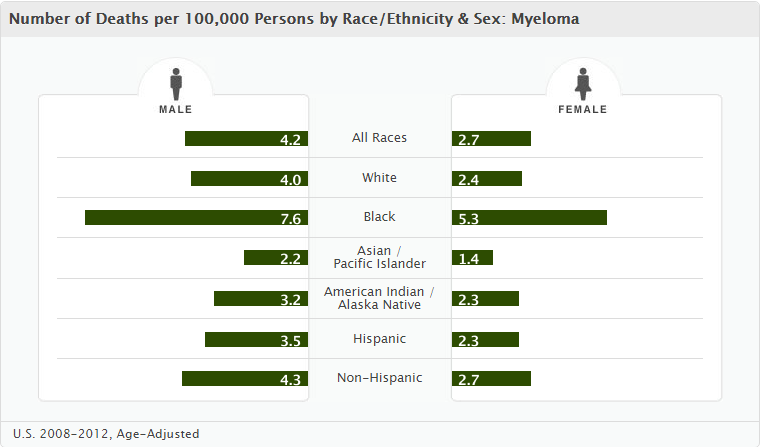 Number of Deaths per 100,000 Persons by Race/Ethnicity & Sex: Myeloma
MALE
FEMALE
4.2 All Races 2.7
4.0 White 2.4
7.6 Black 5.3
2.2 Asian / 1.4
Pacific Islander
3.2 American Indian / 2.3
Alaska Native
3.5 Hispanic 2.3
4.3 Non-Hispanic 2.7
U.S. 2008-2012, Age-Adjusted